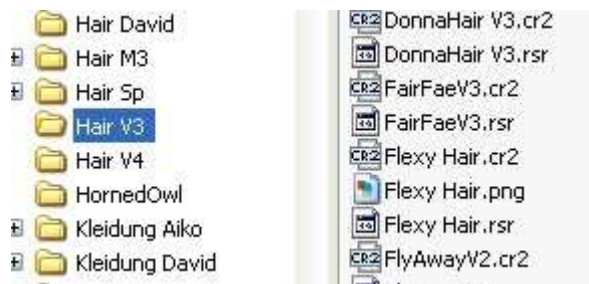 Hair David
Hair M3
Hair Sp
Hair V3
Hair V4
HornedOwl
Kleidung Aiko
Kleidung David
DonnaHair V3.cr2
DonnaHair V3.rsr
FairFaeV3.cr2
FairFaeV3.rsr
Flexy Hair.cr2
Flexy Hair.png
Flexy Hair.rsr
FlyAwayV2.cr2